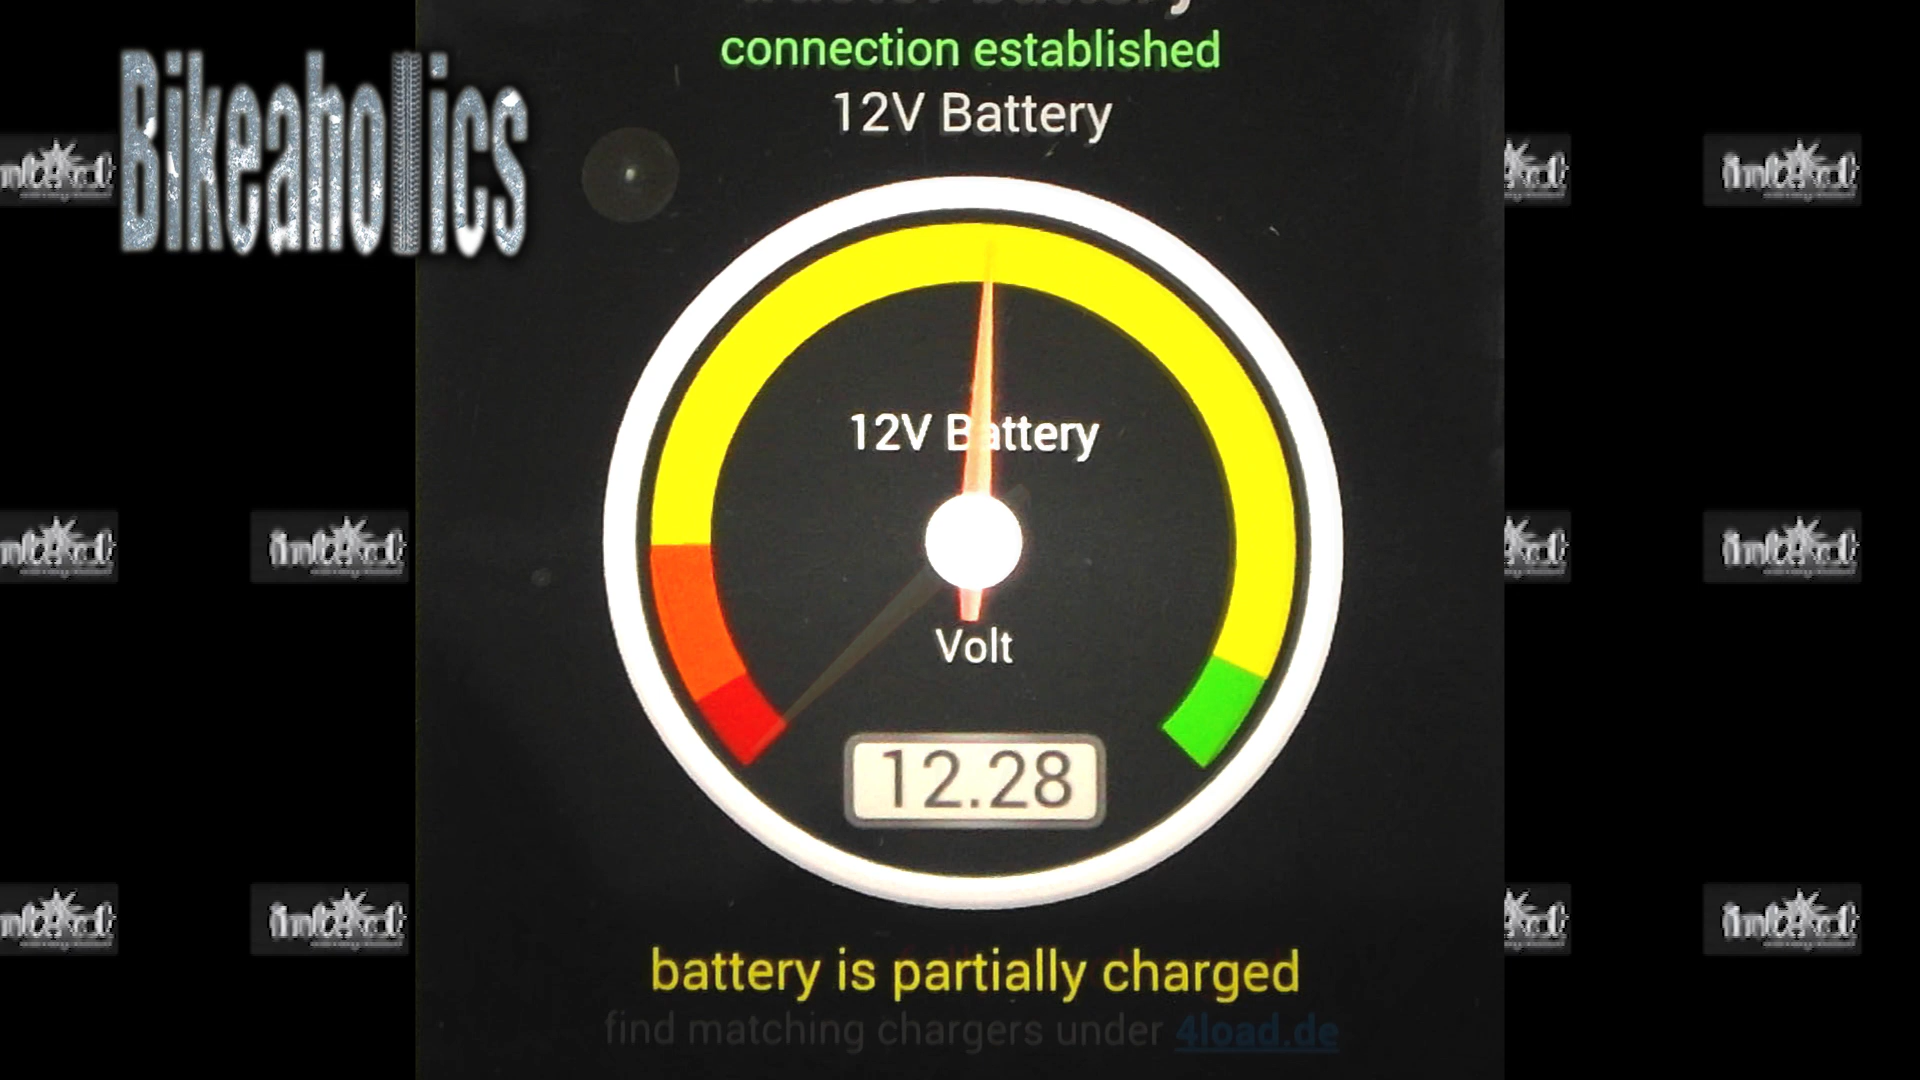 Bikeaholics
connection established
12V Battery
12V Battery
Volt
12.28
battery is partially charged
find matching chargers under 4load.de